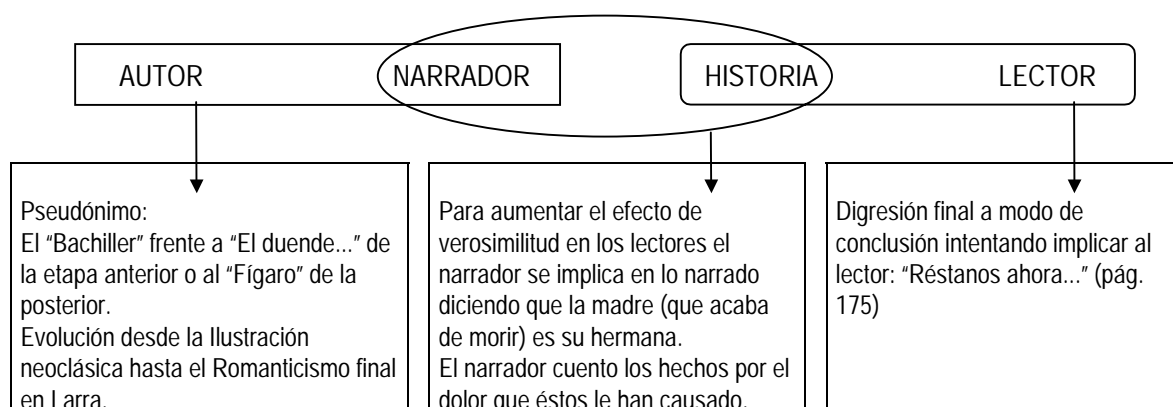 AUTOR NARRADOR HISTORIA LECTOR
Pseudónimo:
El “Bachiller” frente a “El duende...” de
la etapa anterior o al “Fígaro” de la
posterior.
Evolución desde la Ilustración
neoclásica hasta el Romanticismo final
en Larra.
Para aumentar el efecto de
verosimilitud en los lectores el
narrador se implica en lo narrado
diciendo que la madre (que acaba
de morir) es su hermana.
El narrador cuento los hechos por el
dolor que éstos le han causado.
Digresión final a modo de
conclusión intentando implicar al
lector: “Réstanos ahora...” (pág.
175)